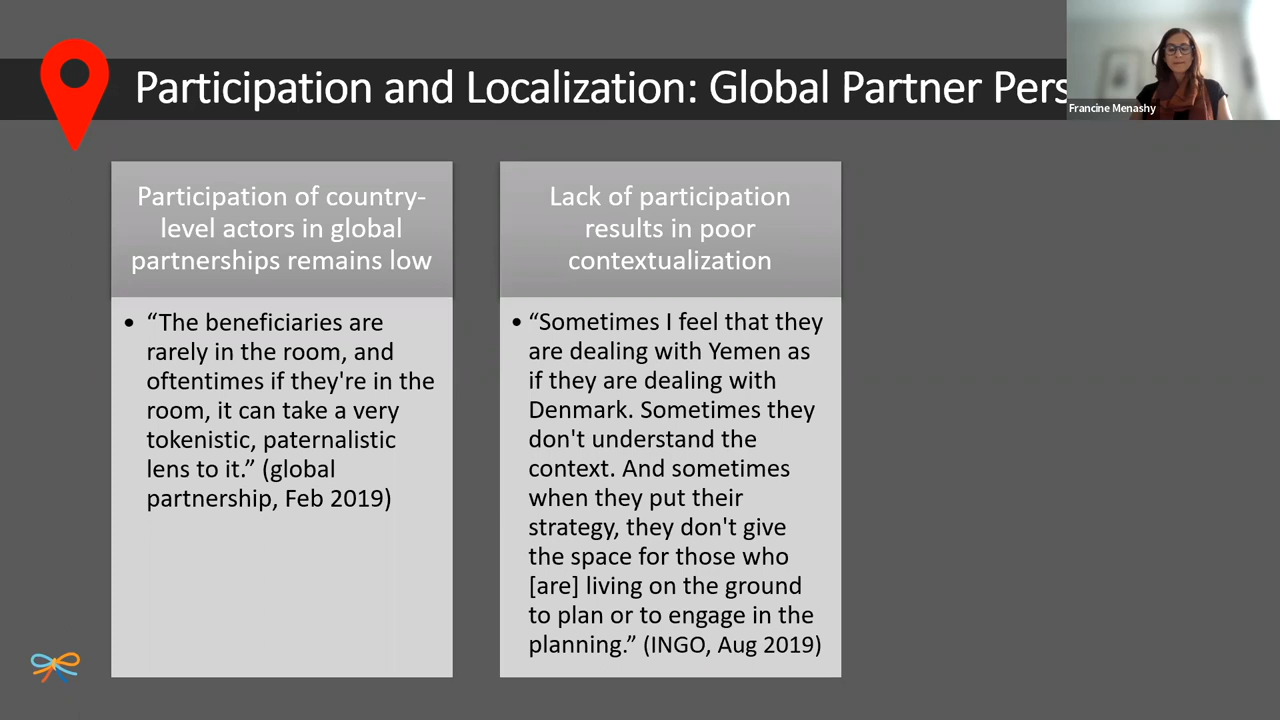 Participation and Localization: Global Partner Pers
Francine Menashy
Participation of country-
level actors in global
partnerships remains low
• “The beneficiaries are
rarely in the room, and
oftentimes if they're in the
room, it can take a very
tokenistic, paternalistic
lens to it.” (global
partnership, Feb 2019)
Lack of participation
results in poor
contextualization
• “Sometimes I feel that they
are dealing with Yemen as
if they are dealing with
Denmark. Sometimes they
don't understand the
context. And sometimes
when they put their
strategy, they don't give
the space for those who
[are] living on the ground
to plan or to engage in the
planning.” (INGO, Aug 2019)